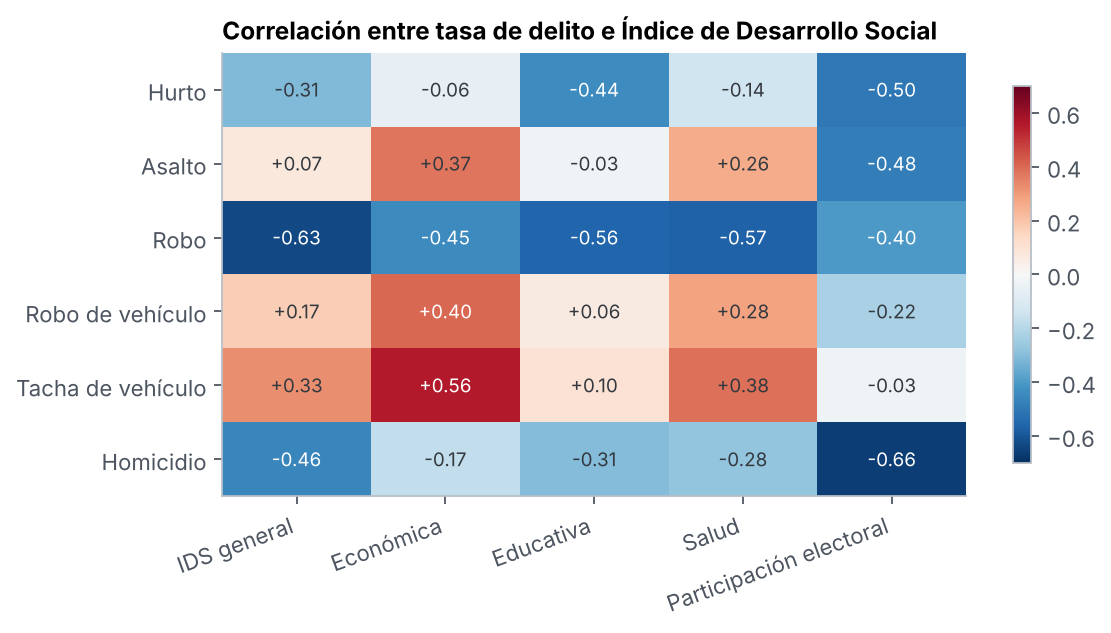 Correlación entre tasa de delito e Índice de Desarrollo Social
Hurto -0.31 -0.06 -0.44 -0.14 -0.50
Asalto +0.07 +0.37 -0.03 +0.26 -0.48
Robo -0.63 -0.45 -0.56 -0.57 -0.40
Robo de vehículo +0.17 +0.40 +0.06 +0.28 -0.22
Tacha de vehículo +0.33 +0.56 +0.10 +0.38 -0.03
Homicidio -0.46 -0.17 -0.31 -0.28 -0.66
IDS general Económica Educativa Salud Participación electoral
0.6
0.4
0.2
0.0
−0.2
−0.4
−0.6